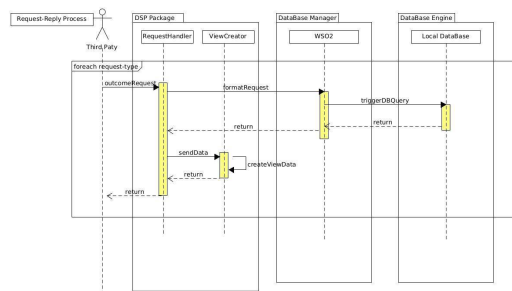 Request-Reply Process
DSP Package
DataBase Manager
DataBase Engine
RequestHandler
ViewCreator
WSO2
Local DataBase
Third,Paty
foreach request-type
outcomeRequest
formatRequest
triggerDBQuery
return
return
sendData
createViewData
return
return